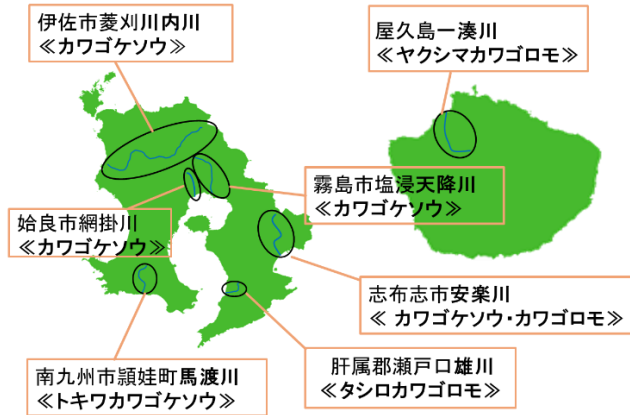 伊佐市菱刈川内川
≪カワゴケソウ≫
屋久島一湊川
≪ヤクシマカワゴロモ≫
霧島市塩浸天降川
≪カワゴケソウ≫
姶良市網掛川
≪カワゴケソウ≫
志布志市安楽川
≪ カワゴケソウ・カワゴロモ≫
南九州市頴娃町馬渡川
≪トキワカワゴケソウ≫
肝属郡瀬戸口雄川
≪タシロカワゴロモ≫